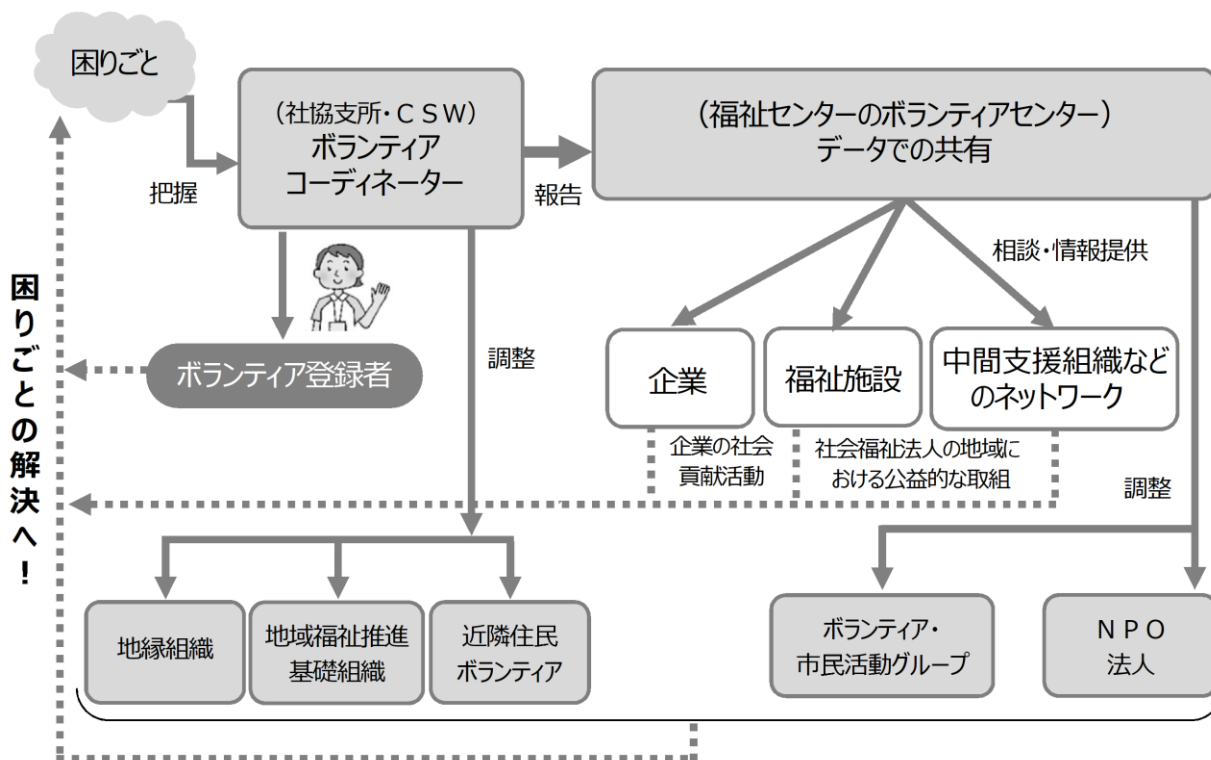 困りごと
(社協支所・CSW)
ボランティア
コーディネーター
(福祉センターのボランティアセンター)
データでの共有
把握
報告
相談・情報提供
困りごとの解決へ!
ボランティア登録者
調整
企業
福祉施設
中間支援組織など
のネットワーク
企業の社会
貢献活動
社会福祉法人の地域に
おける公益的な取組
調整
地縁組織
地域福祉推進
基礎組織
近隣住民
ボランティア
ボランティア・
市民活動グループ
NPO
法人